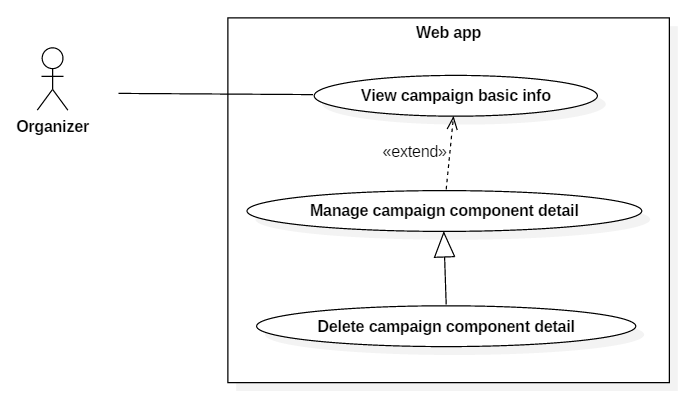 Web app
Organizer
View campaign basic info
«extend»
Manage campaign component detail
Delete campaign component detail